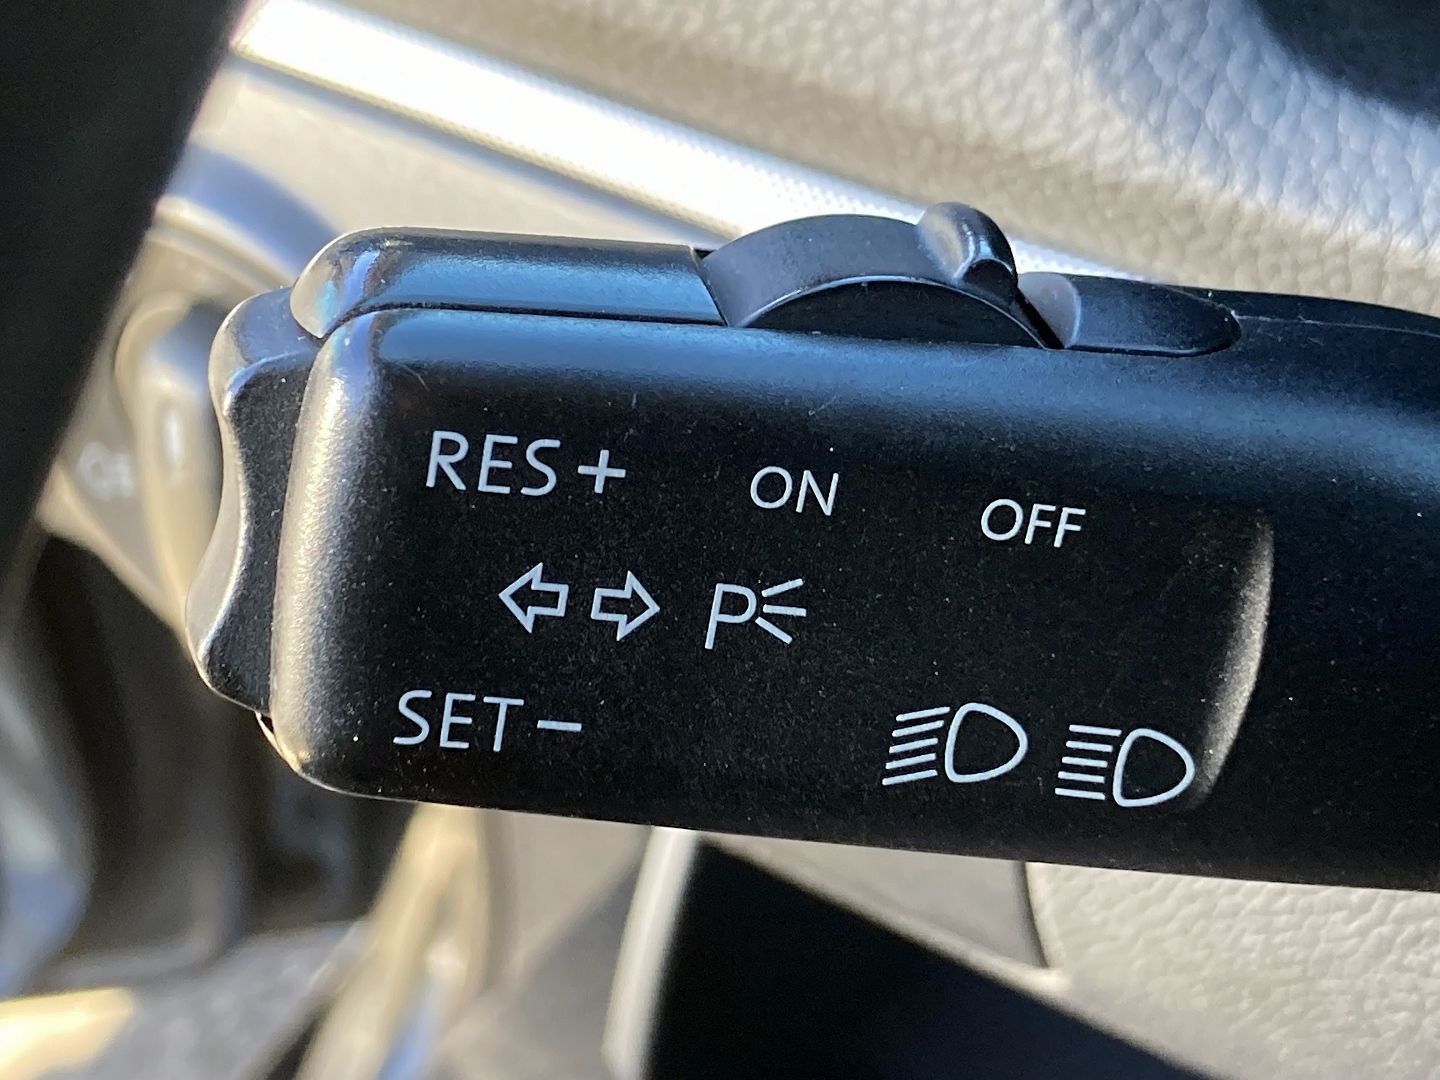 RES+ ON OFF
P
SET−